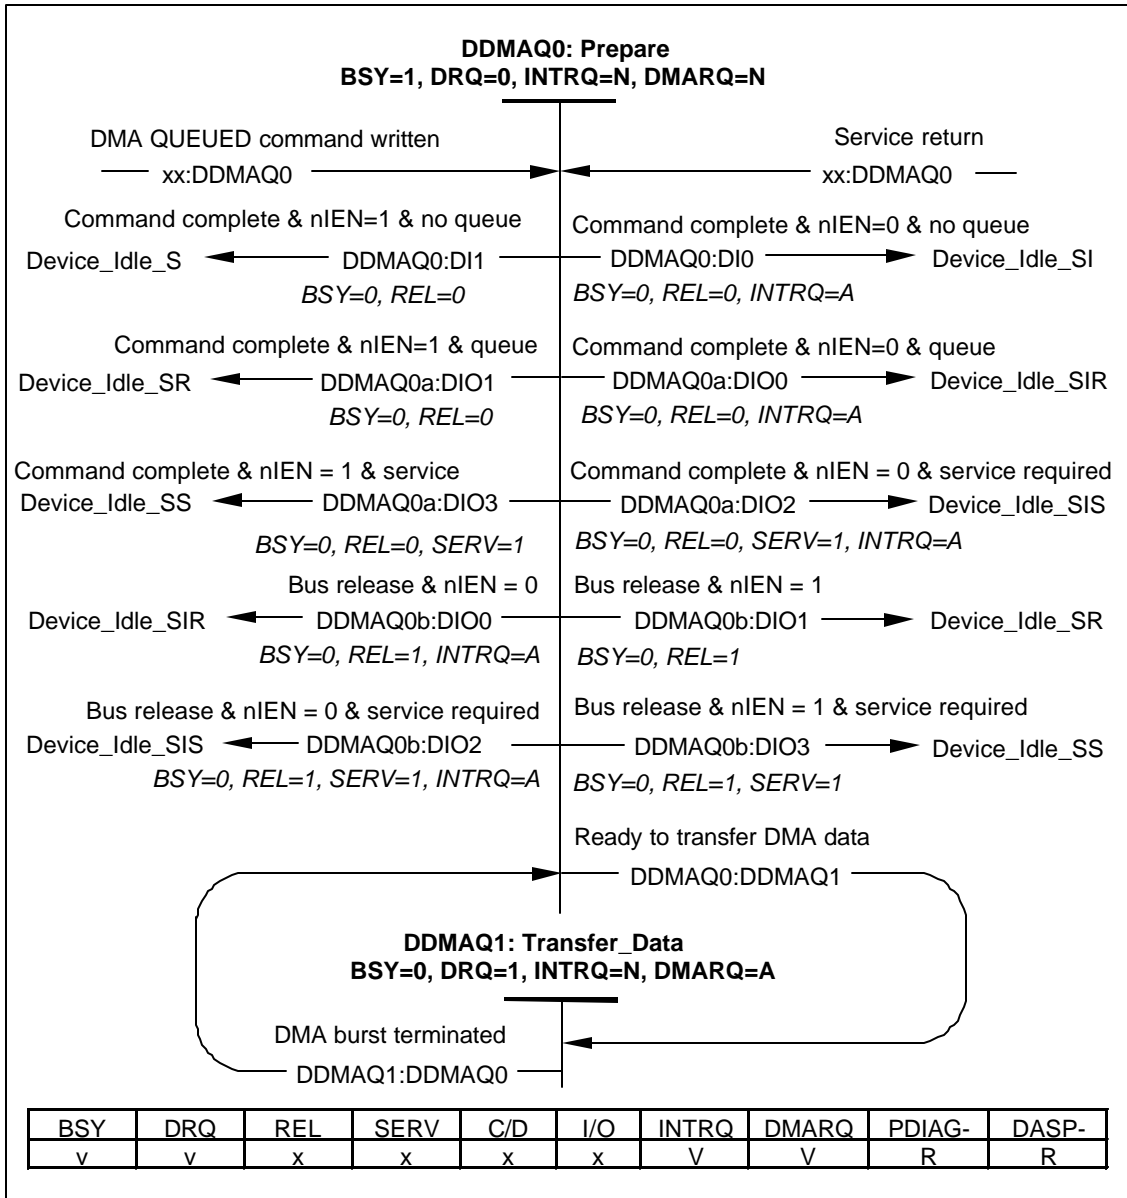 DDMAQ0: Prepare
BSY=1, DRQ=0, INTRQ=N, DMARQ=N
DMA QUEUED command written
xx:DDMAQ0
Service return
xx:DDMAQ0
Command complete & nIEN=1 & no queue
Device_Idle_S DDMAQ0:DI1
BSY=0, REL=0
Command complete & nIEN=0 & no queue
DDMAQ0:DI0 Device_Idle_SI
BSY=0, REL=0, INTRQ=A
Command complete & nIEN=1 & queue
Device_Idle_SR DDMAQ0a:DIO1
BSY=0, REL=0
Command complete & nIEN=0 & queue
DDMAQ0a:DIO0 Device_Idle_SIR
BSY=0, REL=0, INTRQ=A
Command complete & nIEN = 1 & service
Device_Idle_SS DDMAQ0a:DIO3
BSY=0, REL=0, SERV=1
Command complete & nIEN = 0 & service required
DDMAQ0a:DIO2 Device_Idle_SIS
BSY=0, REL=0, SERV=1, INTRQ=A
Bus release & nIEN = 0
Device_Idle_SIR DDMAQ0b:DIO0
BSY=0, REL=1, INTRQ=A
Bus release & nIEN = 1
DDMAQ0b:DIO1 Device_Idle_SR
BSY=0, REL=1
Bus release & nIEN = 0 & service required
Device_Idle_SIS DDMAQ0b:DIO2
BSY=0, REL=1, SERV=1, INTRQ=A
Bus release & nIEN = 1 & service required
DDMAQ0b:DIO3 Device_Idle_SS
BSY=0, REL=1, SERV=1
Ready to transfer DMA data
DDMAQ0:DDMAQ1
DDMAQ1: Transfer_Data
BSY=0, DRQ=1, INTRQ=N, DMARQ=A
DMA burst terminated
DDMAQ1:DDMAQ0
BSY DRQ REL SERV C/D I/O INTRQ DMARQ PDIAG- DASP-
v v x x x x V V R R